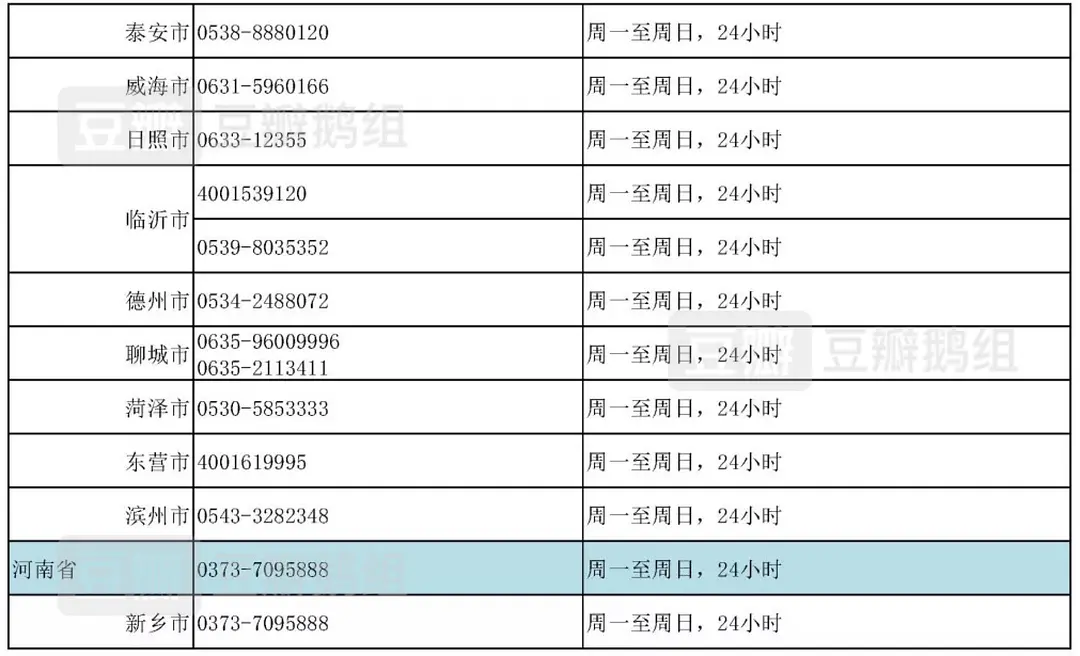 泰安市 0538-8880120 周一至周日，24小时
威海市 0631-5960166 周一至周日，24小时
豆瓣 豆瓣鹅组
日照市 0633-12355 周一至周日，24小时
4001539120 周一至周日，24小时
临沂市
0539-8035352 周一至周日，24小时
德州市 0534-2488072 周一至周日，24小时
0635-96009996
聊城市 周一至周日，24小时
豆瓣 豆瓣鹅组
0635-2113411
菏泽市 0530-5853333 周一至周日，24小时
东营市 4001619995 周一至周日，24小时
滨州市 0543-3282348 周一至周日，24小时
河南省 0373-7095888 周一至周日，24小时
豆瓣 豆瓣鹅组
新乡市 0373-7095888 周一至周日，24小时